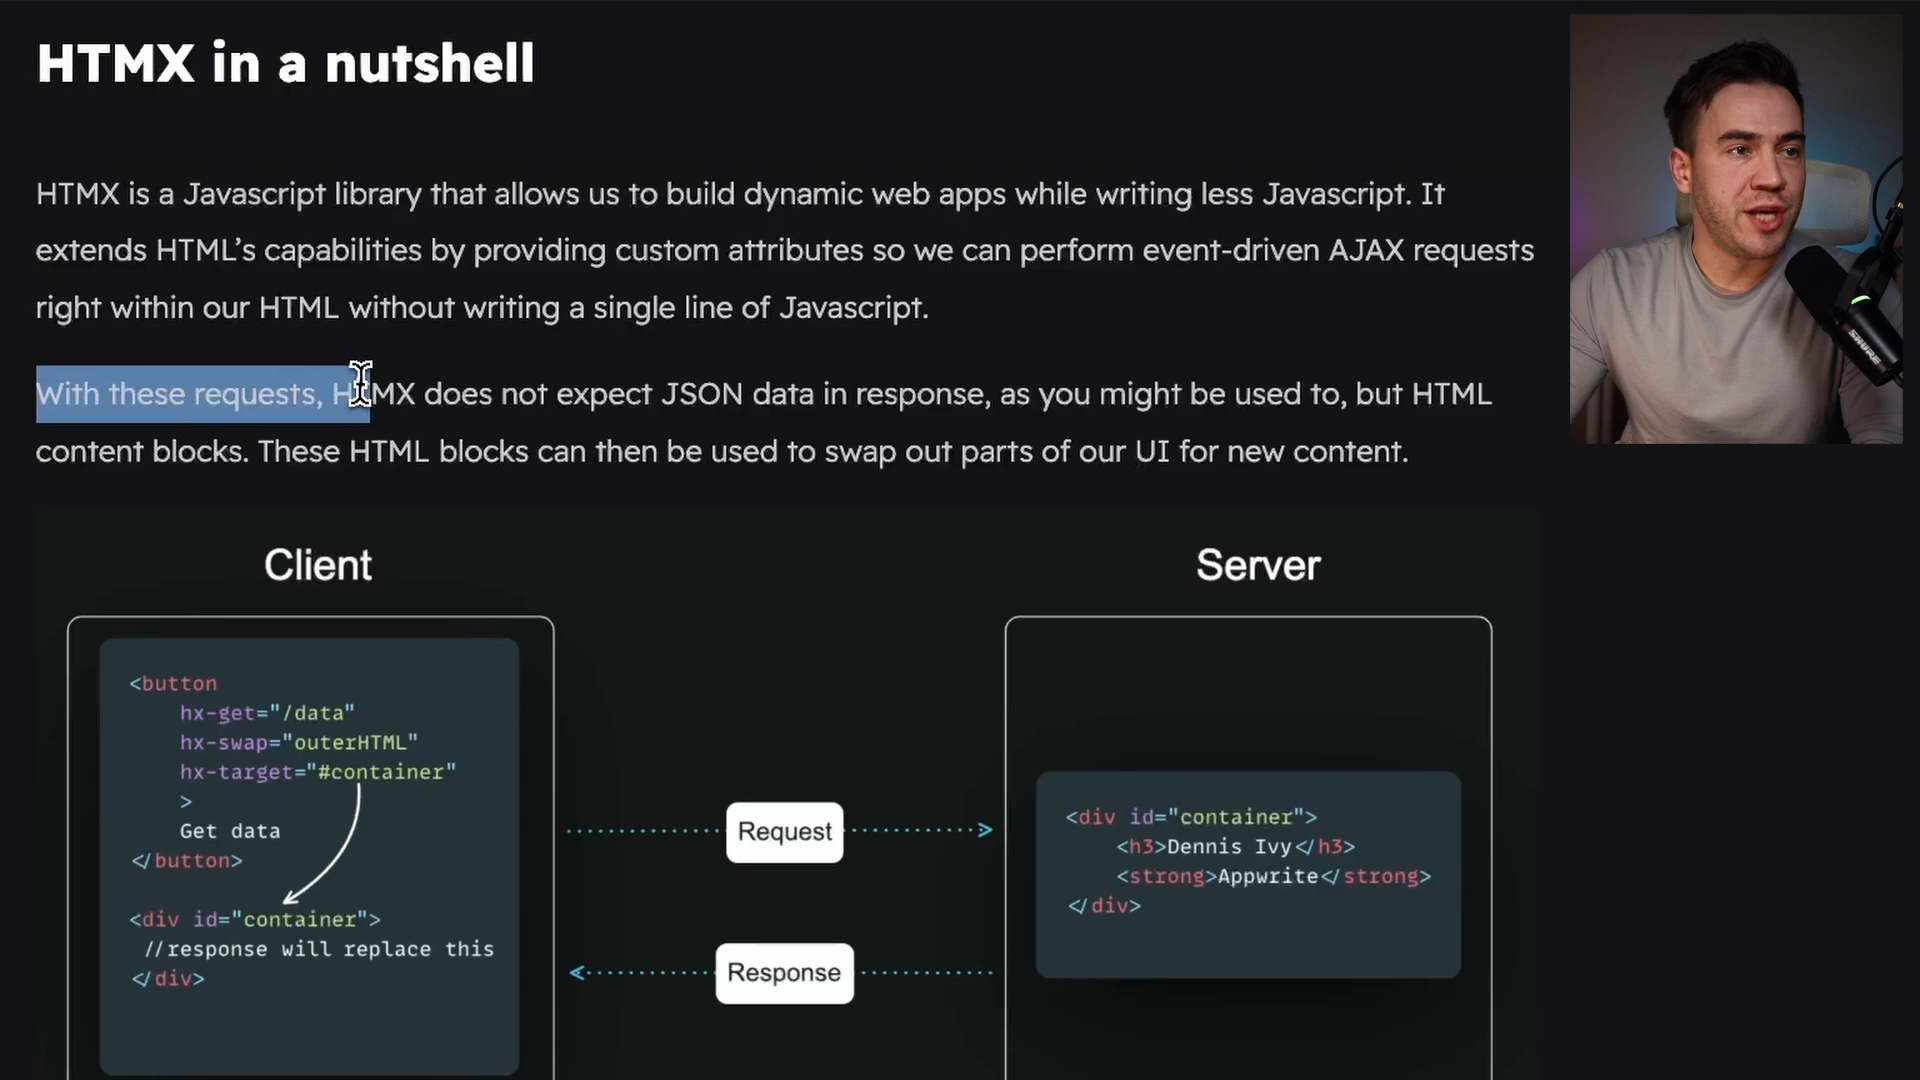 HTMX in a nutshell
HTMX is a Javascript library that allows us to build dynamic web apps while writing less Javascript. It
extends HTML’s capabilities by providing custom attributes so we can perform event-driven AJAX requests
right within our HTML without writing a single line of Javascript.
With these requests, HTMX does not expect JSON data in response, as you might be used to, but HTML
content blocks. These HTML blocks can then be used to swap out parts of our UI for new content.
Client
Server
<button
hx-get="/data"
hx-swap="outerHTML"
hx-target="#container"
>
Get data
</button>
<div id="container">
//response will replace this
</div>
Request
Response
<div id="container">
<h3>Dennis Ivy</h3>
<strong>Appwrite</strong>
</div>
SHURE